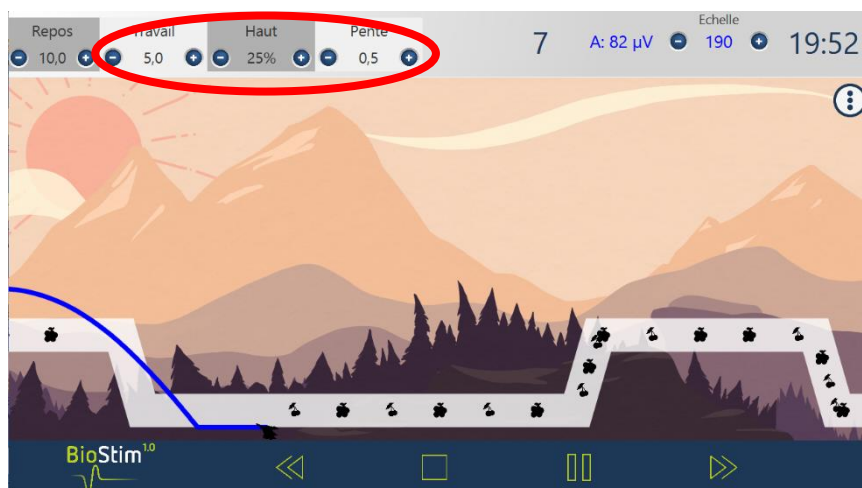 Repos
Travail
Haut
Pente
10,0
5,0
25%
0,5
7
A: 82 µV
Echelle
190
19:52
BioStim 1.0